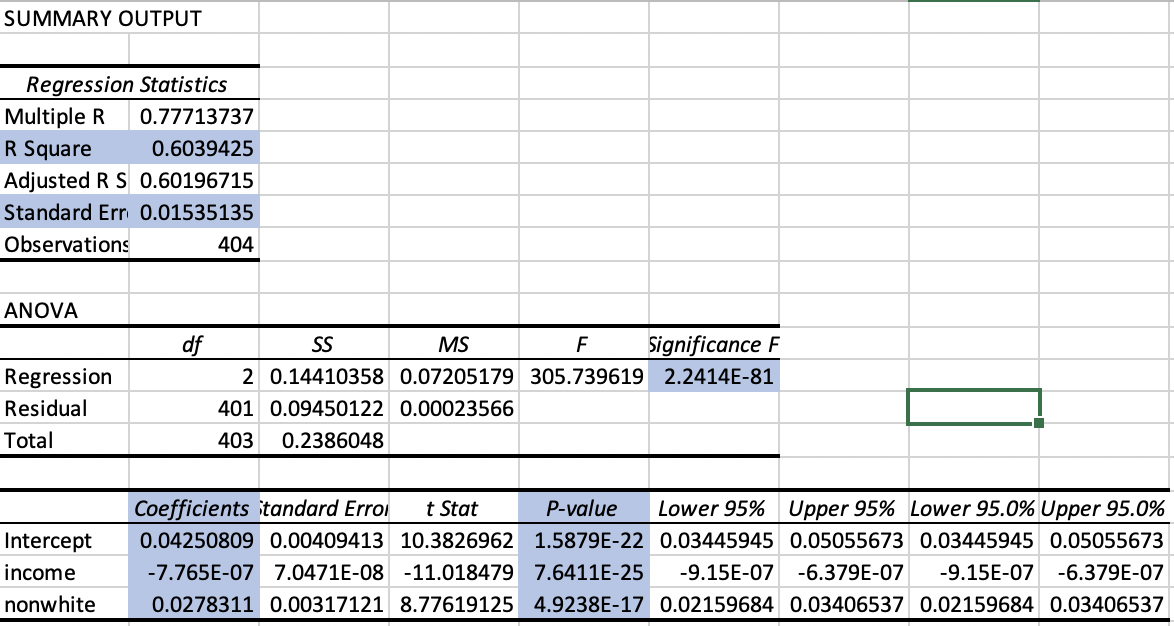 SUMMARY OUTPUT
Regression Statistics
Multiple R 0.77713737
R Square 0.6039425
Adjusted R S 0.60196715
Standard Err 0.01535135
Observations 404
ANOVA
df SS MS F Significance F
Regression 2 0.14410358 0.07205179 305.739619 2.2414E-81
Residual 401 0.09450122 0.00023566
Total 403 0.2386048
Coefficients Standard Error t Stat P-value Lower 95% Upper 95% Lower 95.0% Upper 95.0%
Intercept 0.04250809 0.00409413 10.3826962 1.5879E-22 0.03445945 0.05055673 0.03445945 0.05055673
income -7.765E-07 7.0471E-08 -11.018479 7.6411E-25 -9.15E-07 -6.379E-07 -9.15E-07 -6.379E-07
nonwhite 0.0278311 0.00317121 8.77619125 4.9238E-17 0.02159684 0.03406537 0.02159684 0.03406537